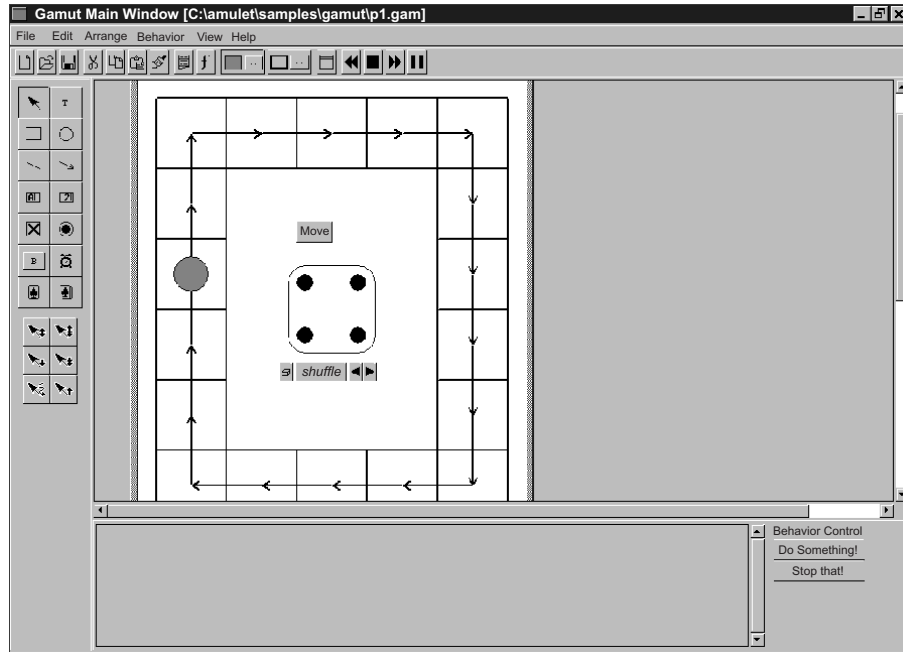 Gamut Main Window [C:\amulet\samples\gamut\p1.gam]
File Edit Arrange Behavior View Help
T
A
2
B
Move
shuffle
Behavior Control
Do Something!
Stop that!